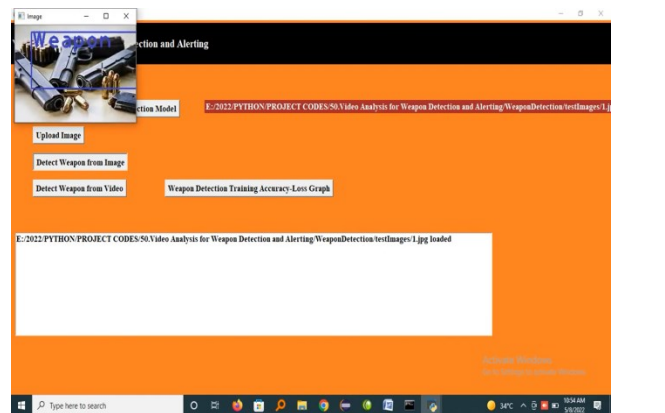 Image
Weapon
ction and Alerting
ction Model
E:/2022/PYTHON/PROJECT CODES/50.Video Analysis for Weapon Detection and Alerting/WeaponDetection/testImages/1.j
Upload Image
Detect Weapon from Image
Detect Weapon from Video
Weapon Detection Training Accuracy-Loss Graph
E:/2022/PYTHON/PROJECT CODES/50.Video Analysis for Weapon Detection and Alerting/WeaponDetection/testImages/1.jpg loaded
Activate Windows
Type here to search
34°C
10:54 AM
5/8/2022